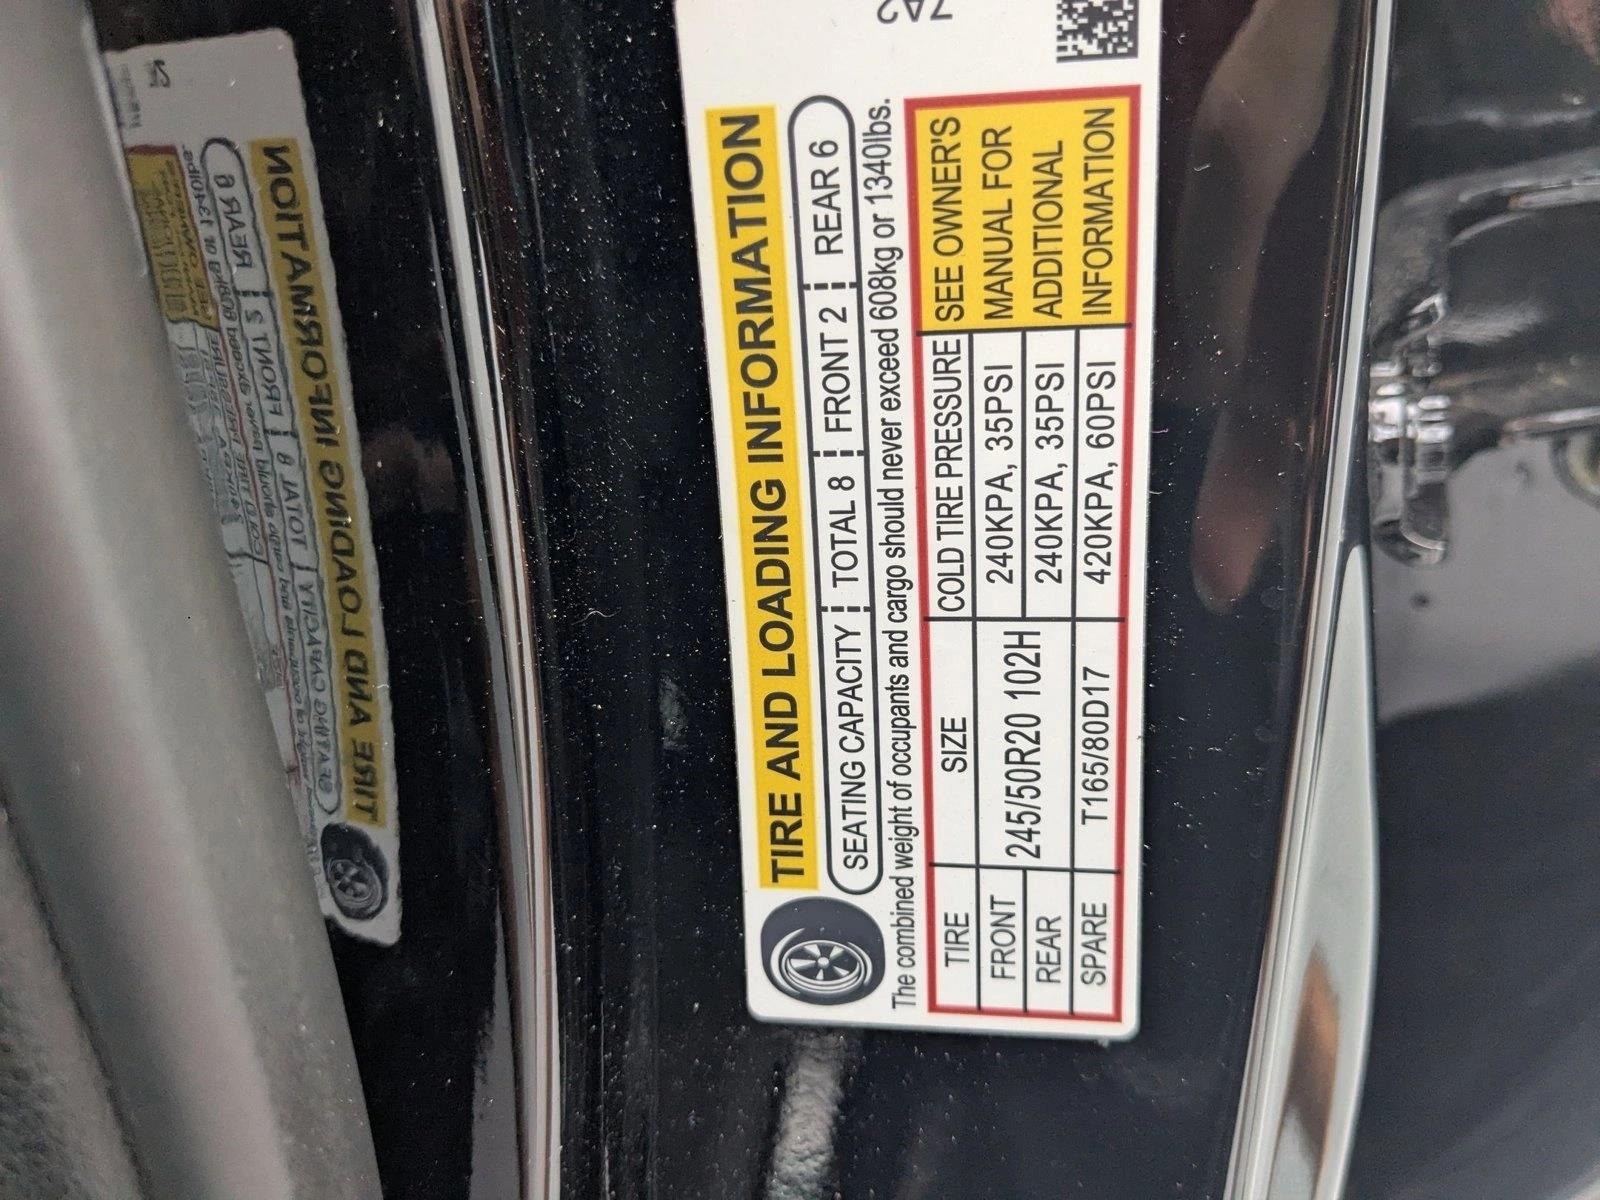 7A2
TIRE AND LOADING INFORMATION
SEATING CAPACITY TOTAL 8 FRONT 2 REAR 6
The combined weight of occupants and cargo should never exceed 608kg or 1340lbs.
TIRE SIZE COLD TIRE PRESSURE SEE OWNER'S
FRONT 245/50R20 102H 240KPA, 35PSI MANUAL FOR
REAR 240KPA, 35PSI ADDITIONAL
SPARE T165/80D17 420KPA, 60PSI INFORMATION
TIRE AND LOADING INFORMATION
SEATING CAPACITY TOTAL 8 FRONT 2 REAR